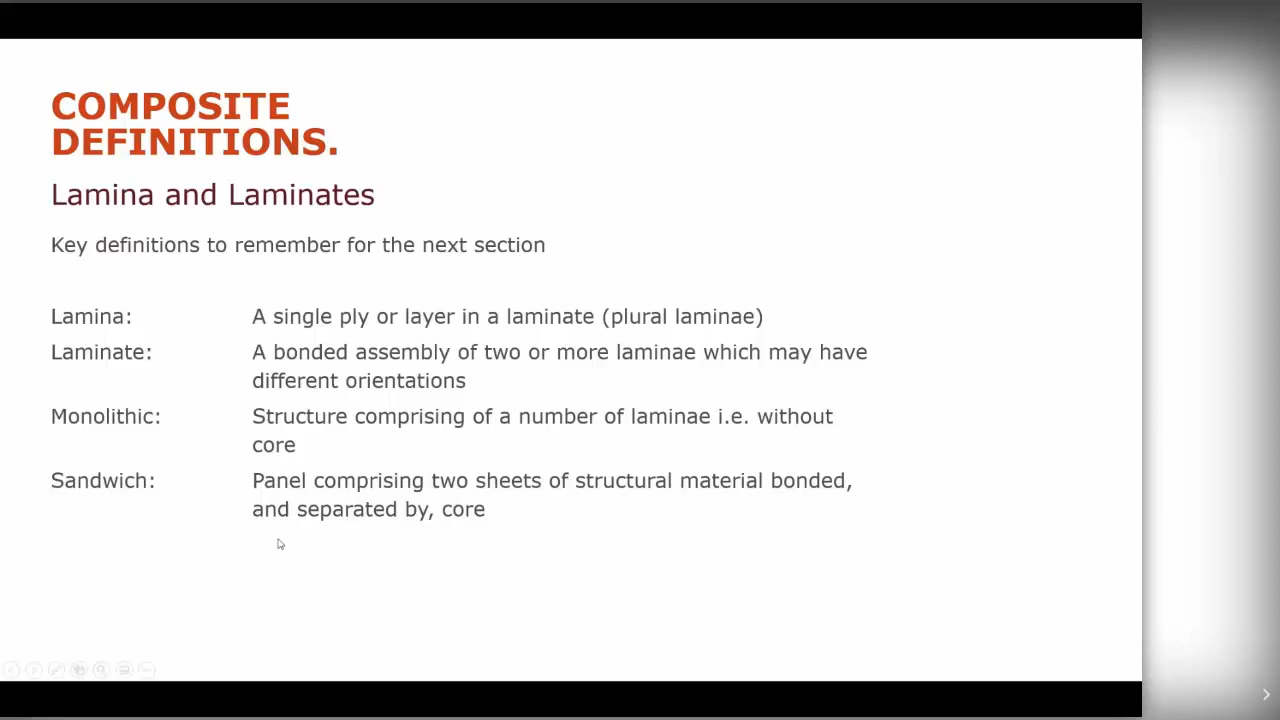 COMPOSITE
DEFINITIONS.
Lamina and Laminates
Key definitions to remember for the next section
Lamina: A single ply or layer in a laminate (plural laminae)
Laminate: A bonded assembly of two or more laminae which may have
different orientations
Monolithic: Structure comprising of a number of laminae i.e. without
core
Sandwich: Panel comprising two sheets of structural material bonded,
and separated by, core